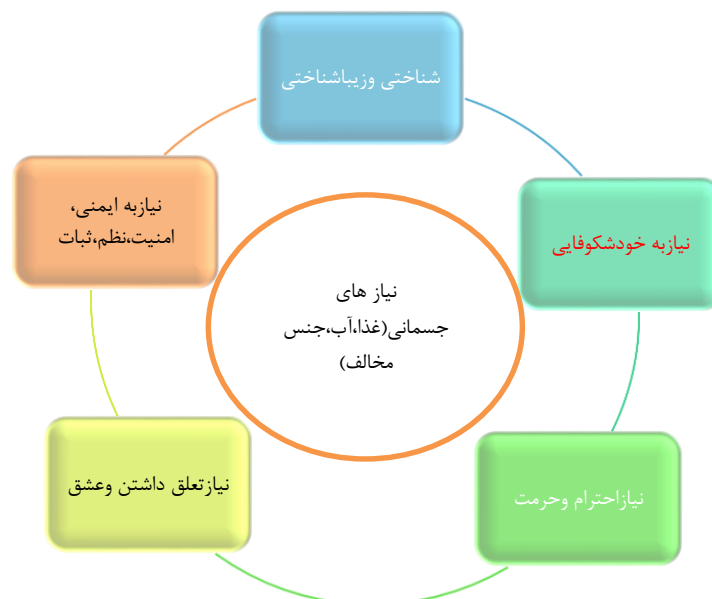 شناختی وزیباشناختی
نیازبه ایمنی،
امنیت،نظم،ثبات
نیازبه خودشکوفایی
نیاز های
جسمانی(غذا،آب،جنس
مخالف)
نیازتعلق داشتن وعشق
نیازاحترام وحرمت